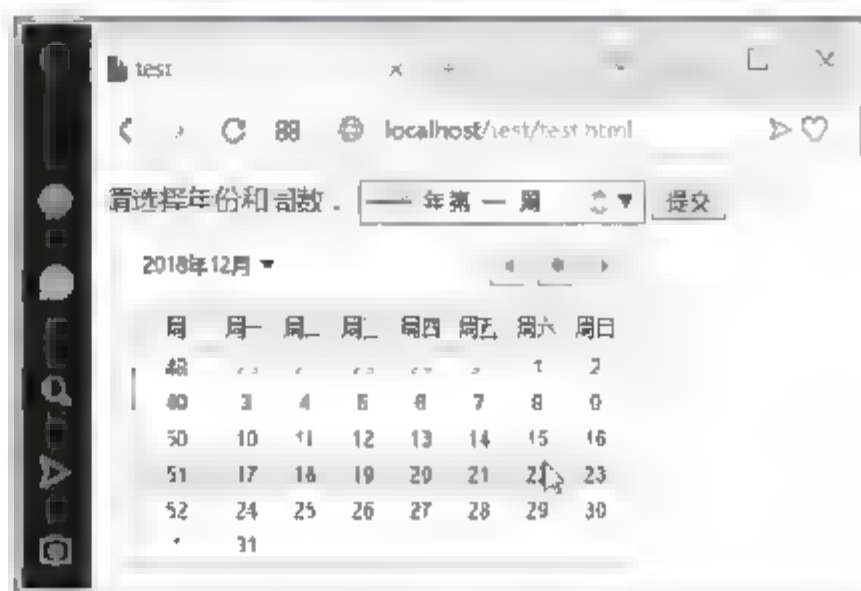 test
localhost/test/test.html
请选择年份和周数: 年第 一 周 提交
2018年12月
周 周一 周二 周三 周四 周五 周六 周日
48 1 2
3 4 5 6 7 8 9
50 10 11 12 13 14 15 16
51 17 18 19 20 21 22 23
52 24 25 26 27 28 29 30
31